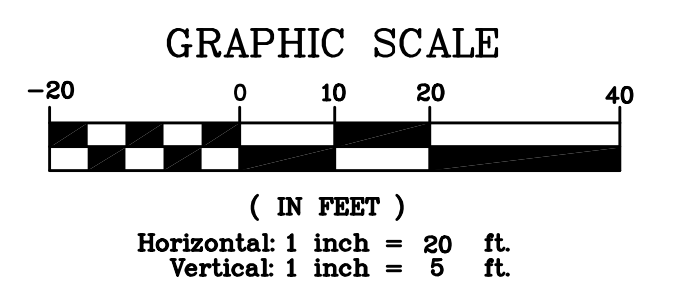 GRAPHIC SCALE
-20 0 10 20 40
( IN FEET )
Horizontal: 1 inch = 20 ft.
Vertical: 1 inch = 5 ft.